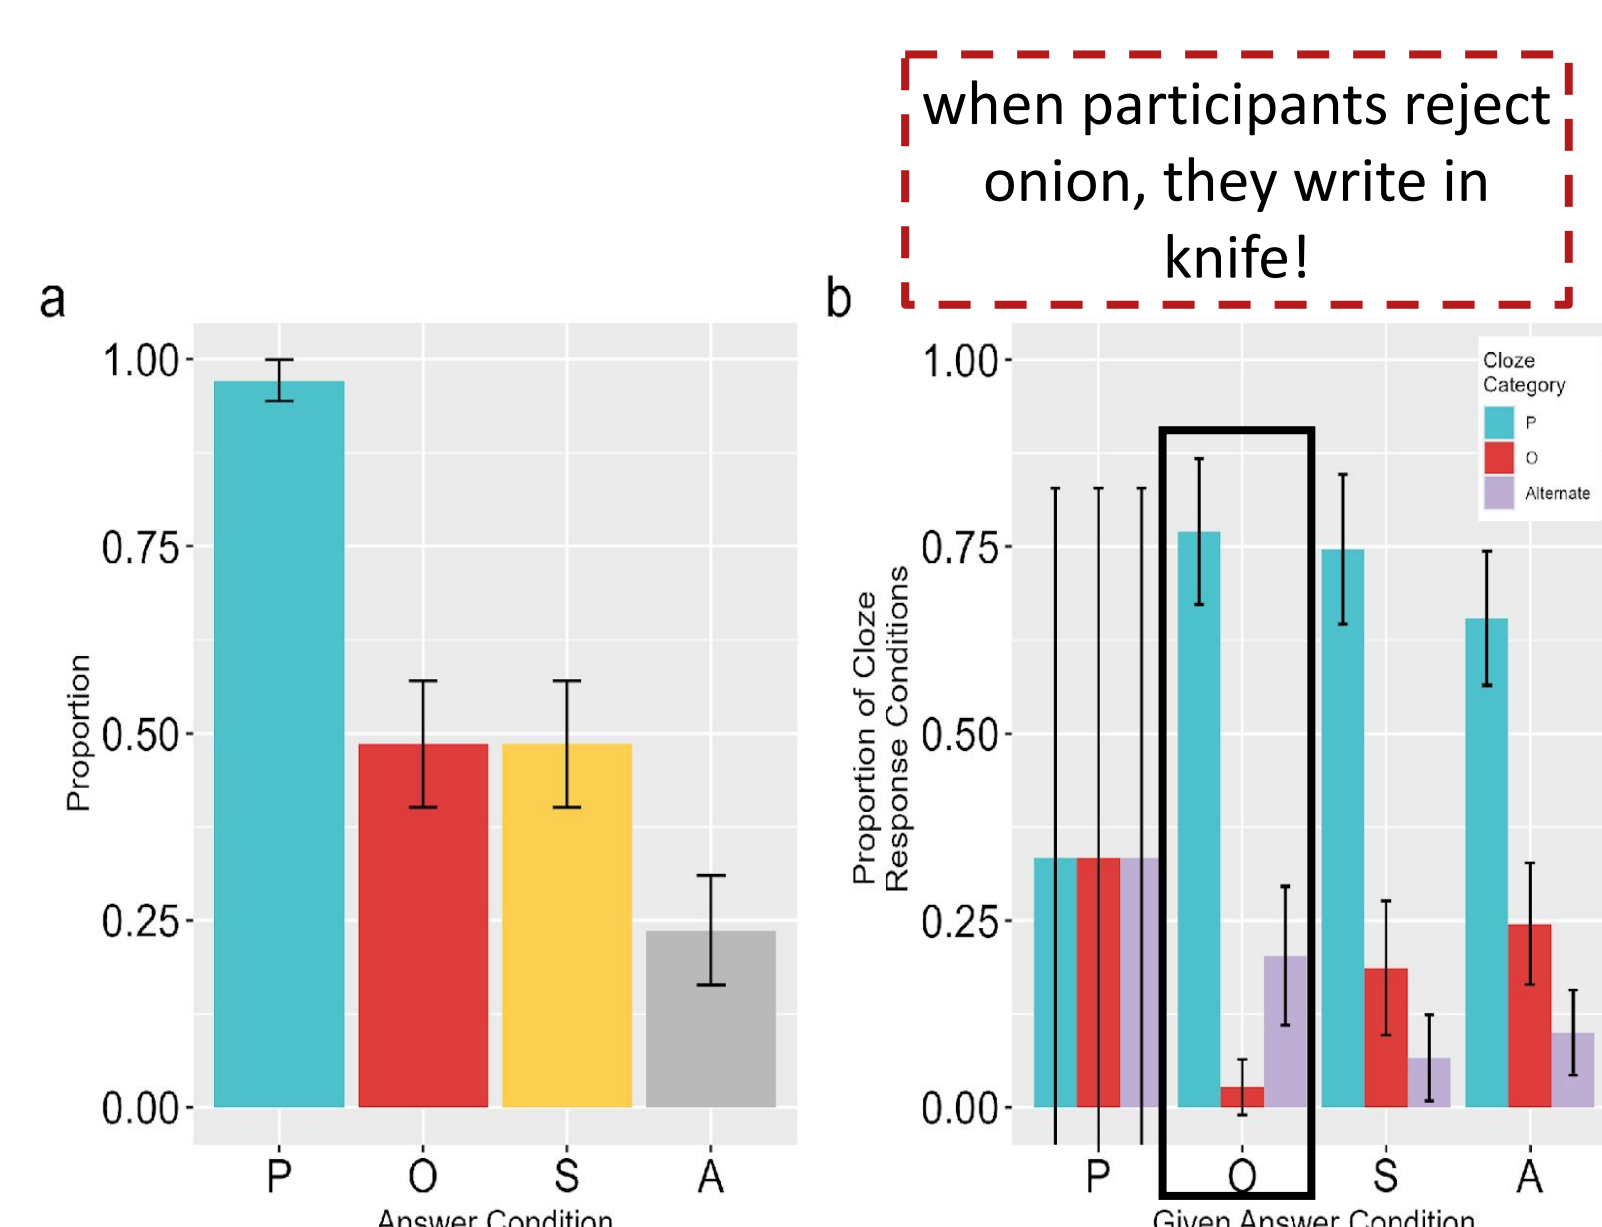 when participants reject
onion, they write in
knife!
a
1.00
0.75
0.50
0.25
0.00
Proportion
P O S A
Answer Condition
b
1.00
0.75
0.50
0.25
0.00
Proportion of Cloze
Response Conditions
Cloze
Category
P
O
Alternate
P O S A
Given Answer Condition